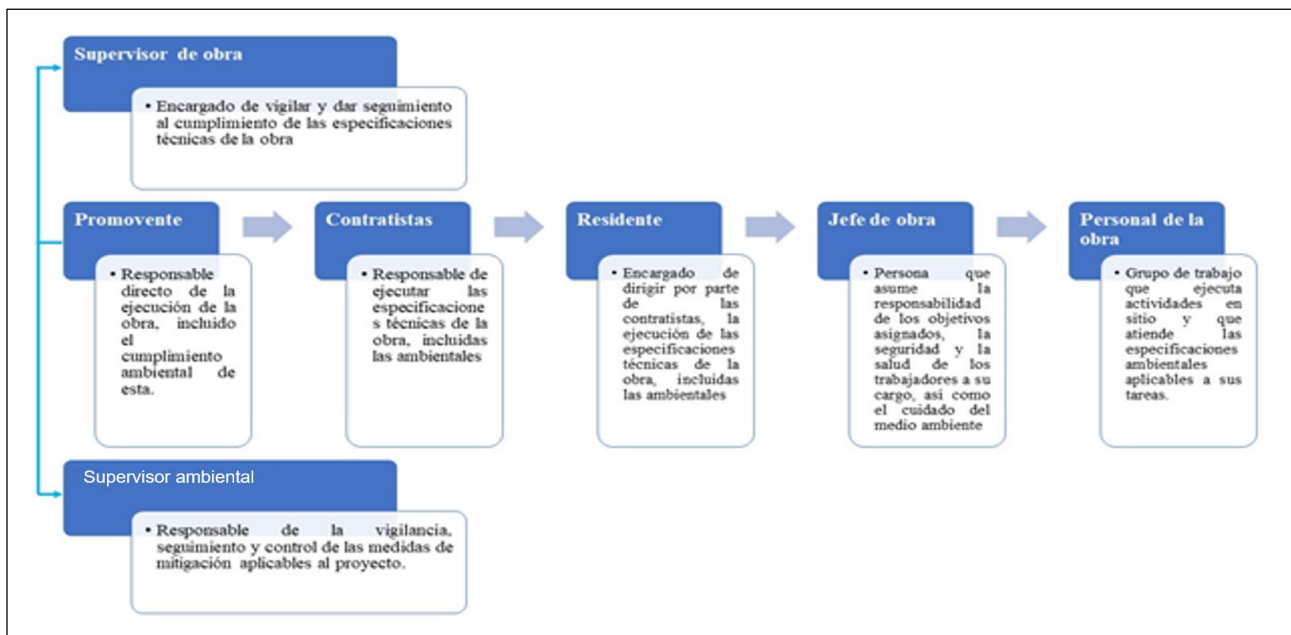 Supervisor de obra
• Encargado de vigilar y dar seguimiento
al cumplimiento de las especificaciones
técnicas de la obra
Promovente
• Responsable
directo de la
ejecución de la
obra, incluido
el
cumplimiento
ambiental de
esta.
Contratistas
• Responsable de
ejecutar las
especificacione
s técnicas de la
obra, incluidas
las ambientales
Residente
• Encargado de
dirigir por parte
de las
contratistas, la
ejecución de las
especificaciones
técnicas de la
obra, incluidas
las ambientales
Jefe de obra
• Persona que
asume la
responsabilidad
de los objetivos
asignados, la
seguridad y la
salud de los
trabajadores a su
cargo, así como
el cuidado del
medio ambiente
Personal de la
obra
• Grupo de trabajo
que ejecuta
actividades en
sitio y que
atiende las
especificaciones
ambientales
aplicables a sus
tareas.
Supervisor ambiental
• Responsable de la vigilancia,
seguimiento y control de las medidas de
mitigación aplicables al proyecto.